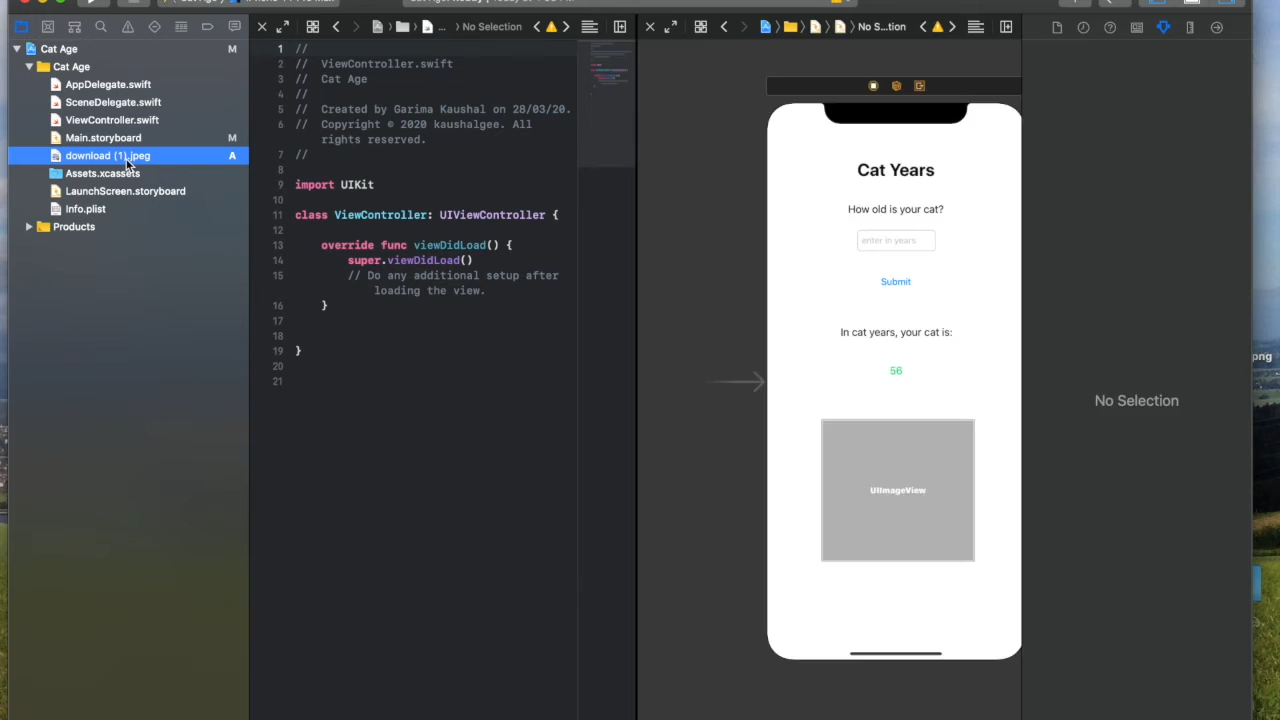 No Selection
No S...tion
Cat Age M
Cat Age
AppDelegate.swift
SceneDelegate.swift
ViewController.swift
Main.storyboard M
download (1).jpeg A
Assets.xcassets
LaunchScreen.storyboard
Info.plist
Products
1 //
2 // ViewController.swift
3 // Cat Age
4 //
5 // Created by Garima Kaushal on 28/03/20.
6 // Copyright © 2020 kaushalgee. All
rights reserved.
7 //
8
9 import UIKit
10
11 class ViewController: UIViewController {
12
13 override func viewDidLoad() {
14 super.viewDidLoad()
15 // Do any additional setup after
loading the view.
16 }
17
18
19 }
20
21
Cat Years
How old is your cat?
enter in years
Submit
In cat years, your cat is:
56
UIImageView
No Selection
png